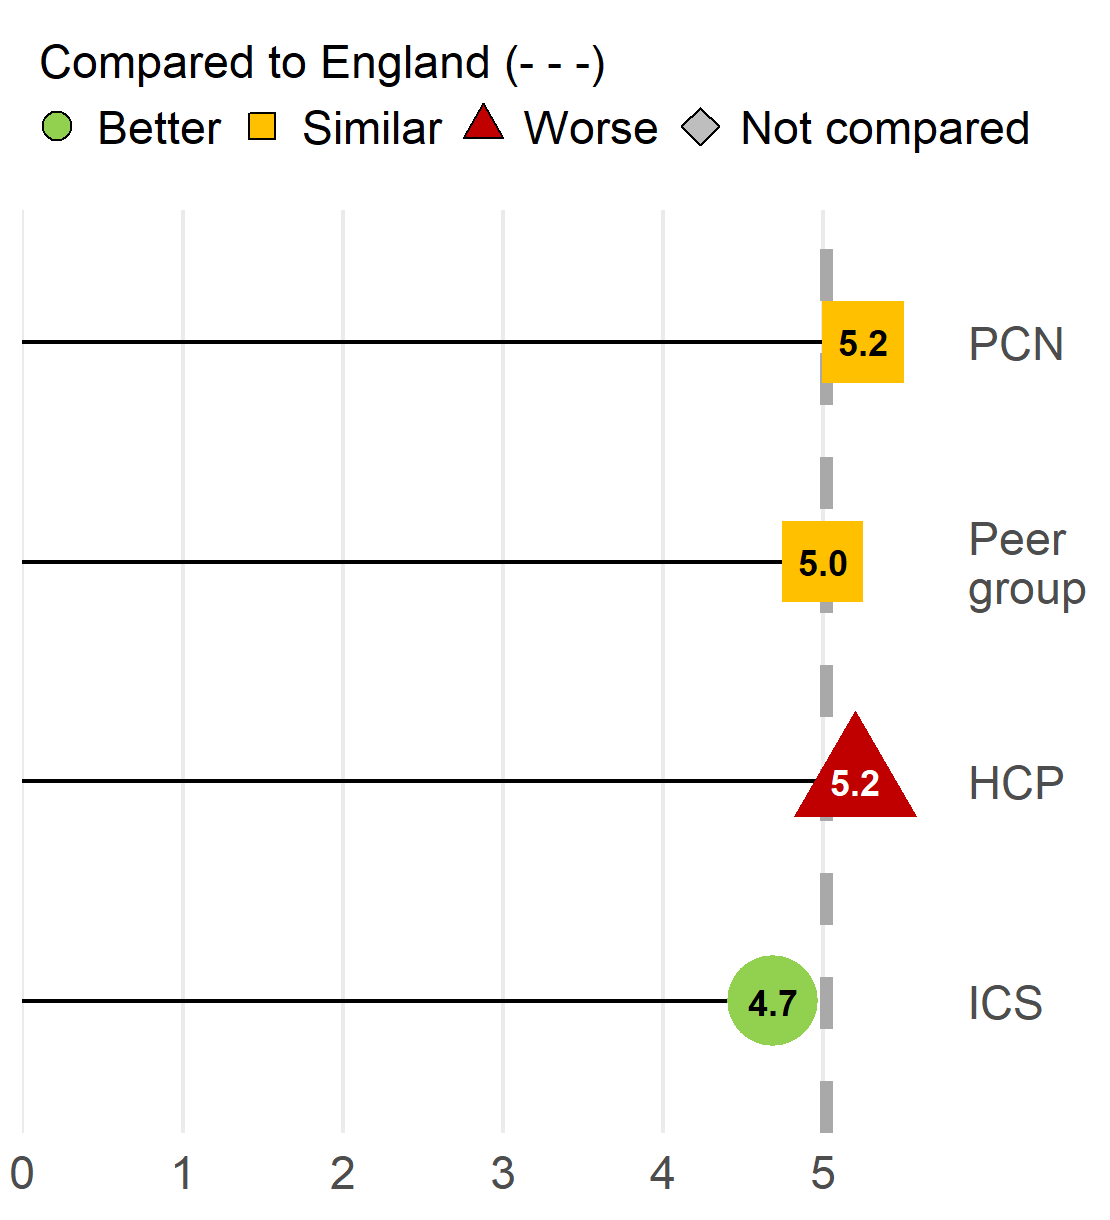 Compared to England (- - -)
Better Similar Worse Not compared
5.2 PCN
5.0 Peer
group
5.2 HCP
4.7 ICS
0 1 2 3 4 5